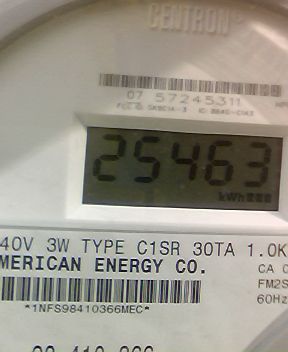 CENTRON®
07 57245311
25463
kWh
40V 3W TYPE C1SR 30TA 1.0K
MERICAN ENERGY CO.
CA 0
FM2S
60Hz
*1NFS98410366MEC*